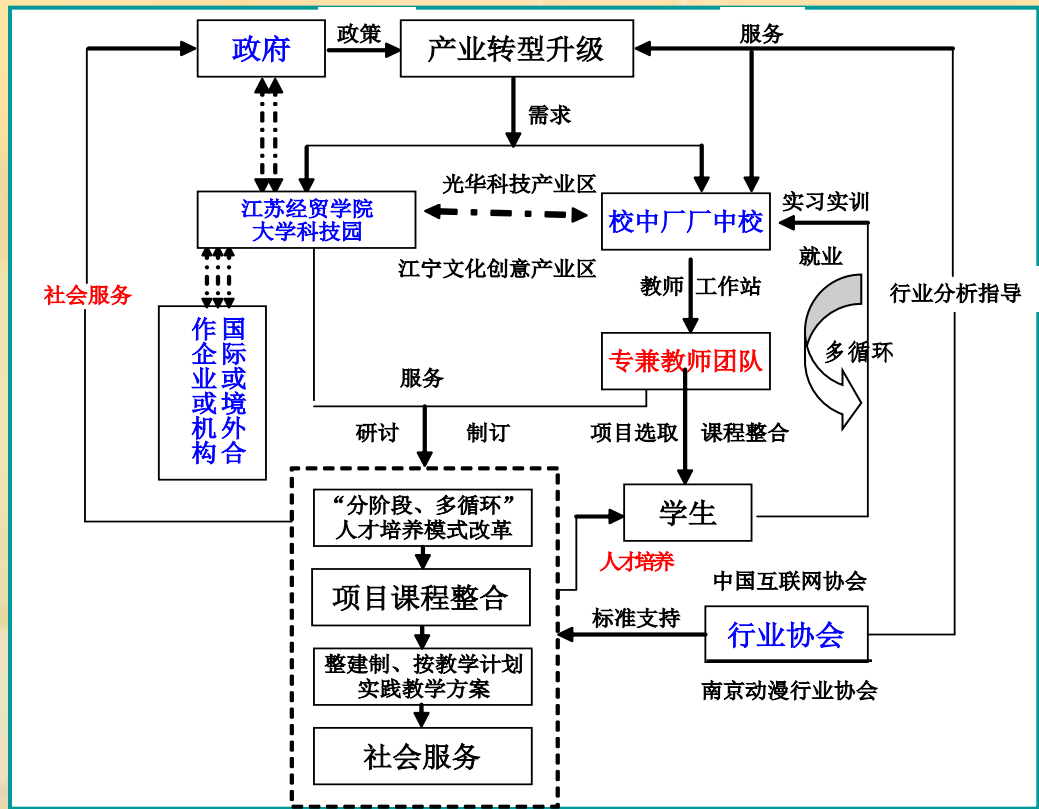 政府
政策
产业转型升级
服务
需求
光华科技产业区
江苏经贸学院
大学科技园
校中厂厂中校
实习实训
江宁文化创意产业区
就业
社会服务
教师
工作站
行业分析指导
国际或境外合
作企业或机构
专兼教师团队
多循环
服务
研讨
制订
项目选取
课程整合
“分阶段、多循环”
人才培养模式改革
学生
人才培养
项目课程整合
中国互联网协会
标准支持
行业协会
整建制、按教学计划
实践教学方案
南京动漫行业协会
社会服务